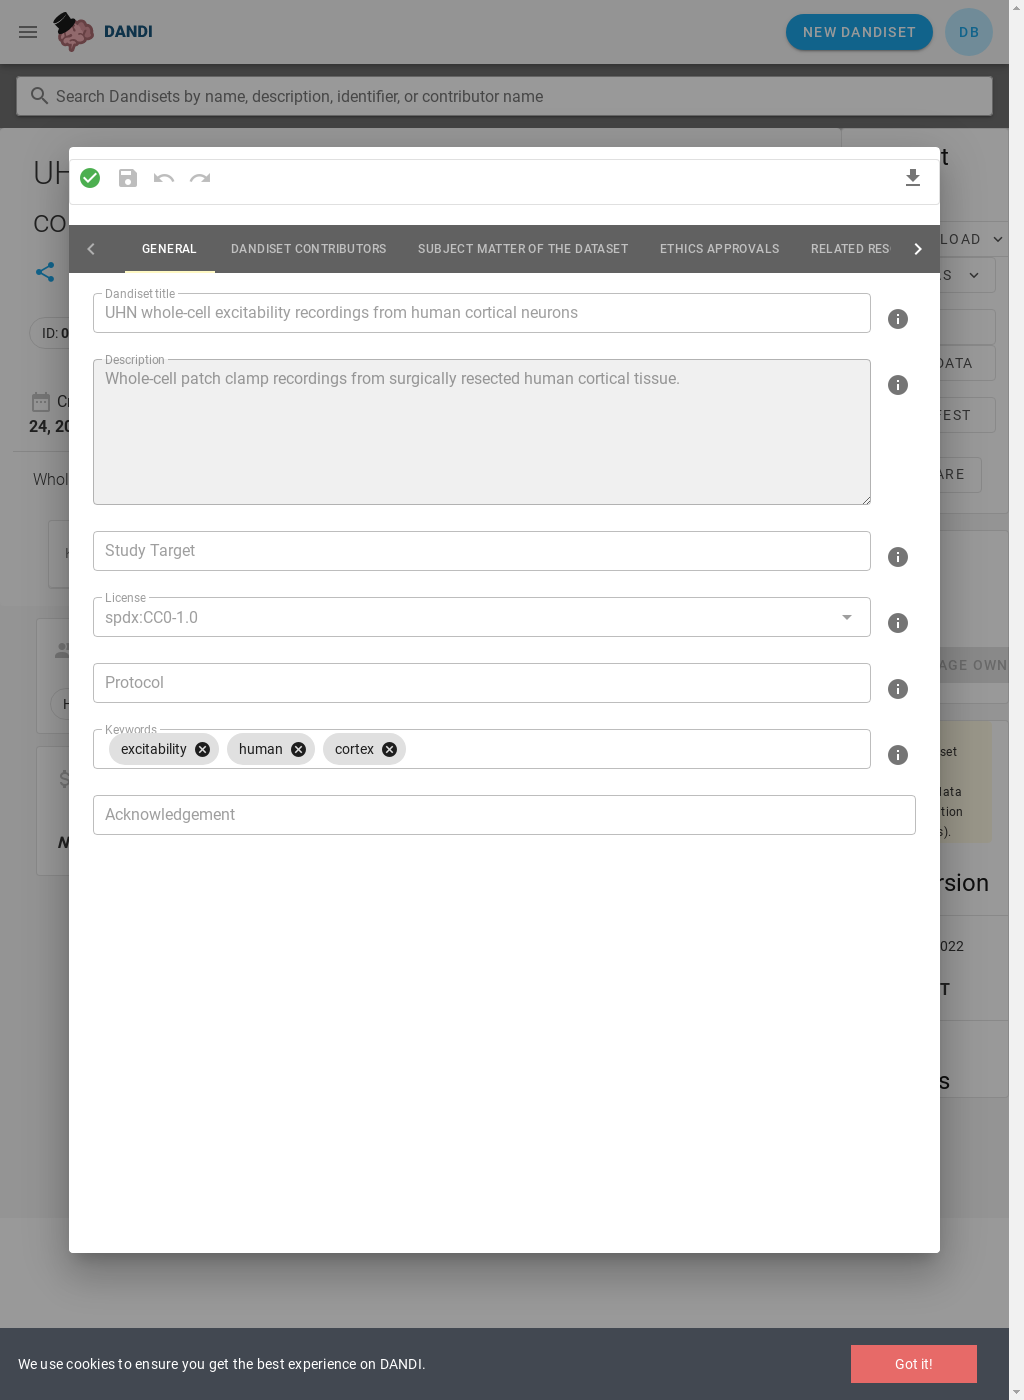 DANDI
NEW DANDISET
DB
Search Dandisets by name, description, identifier, or contributor name
GENERAL
DANDISET CONTRIBUTORS
SUBJECT MATTER OF THE DATASET
ETHICS APPROVALS
RELATED
Dandiset title
UHN whole-cell excitability recordings from human cortical neurons
ID:
Description
Whole-cell patch clamp recordings from surgically resected human cortical tissue.
24,
Study Target
License
spdx:CC0-1.0
Protocol
Keywords
excitability
human
cortex
Acknowledgement
We use cookies to ensure you get the best experience on DANDI.
Got it!